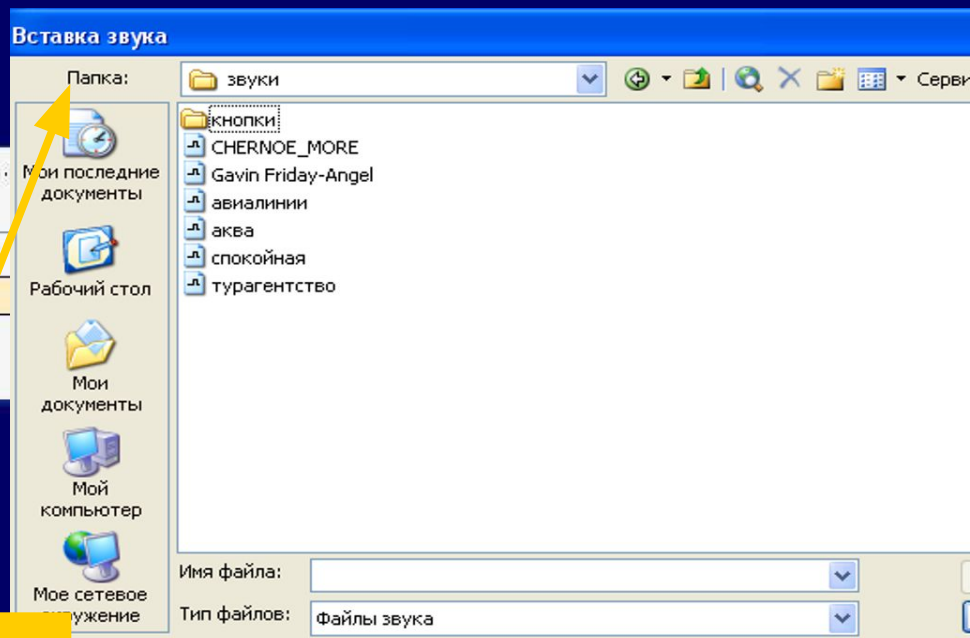 Вставка звука
Папка: звуки Серви
кнопки
CHERNOE_MORE
Gavin Friday-Angel
авиалинии
аква
спокойная
турагентство
Мои последние
документы
Рабочий стол
Мои
документы
Мой
компьютер
Мое сетевое
Имя файла:
Тип файлов: Файлы звука